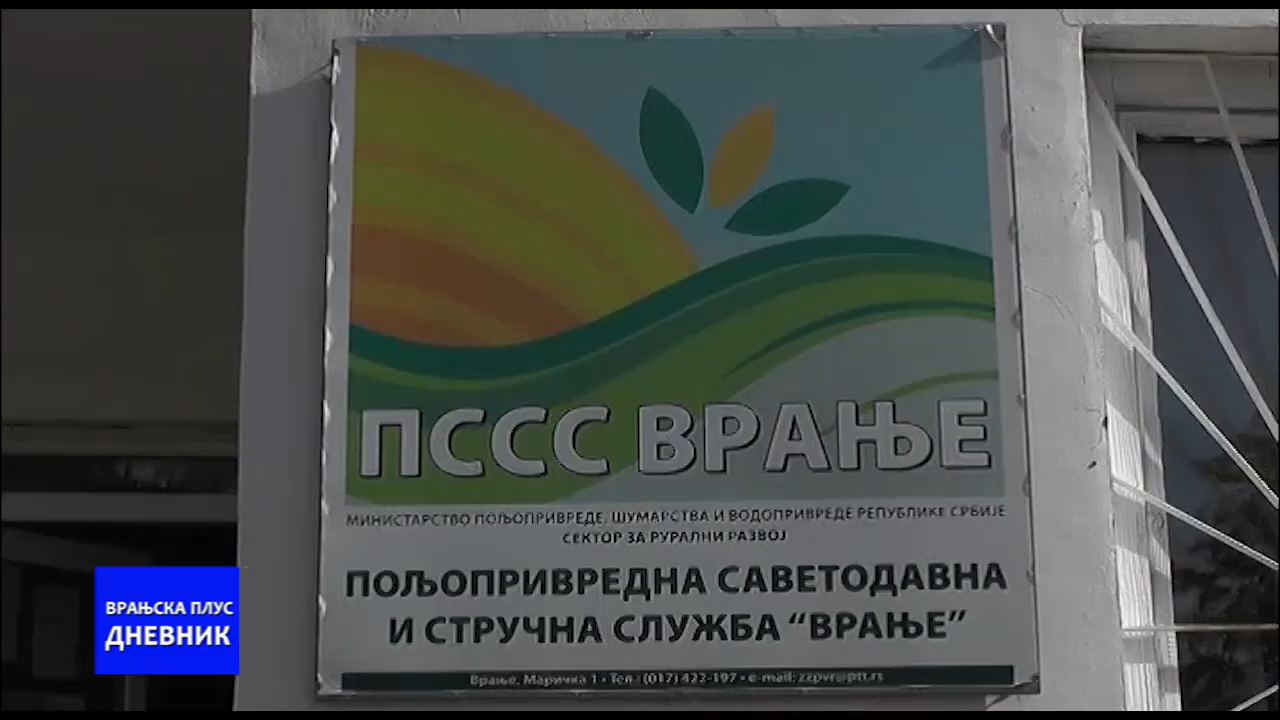 ПССС ВРАЊЕ
МИНИСТАРСТВО ПОЉОПРИВРЕДЕ, ШУМАРСТВА И ВОДОПРИВРЕДЕ РЕПУБЛИКЕ СРБИЈЕ
СЕКТОР ЗА РУРАЛНИ РАЗВОЈ
ПОЉОПРИВРЕДНА САВЕТОДАВНА
И СТРУЧНА СЛУЖБА “ВРАЊЕ”
Врање, Маричка 1 • Тел.: (017) 423-197 • e-mail: zzpvr@ptt.rs
ВРАЊСКА ПЛУС
ДНЕВНИК